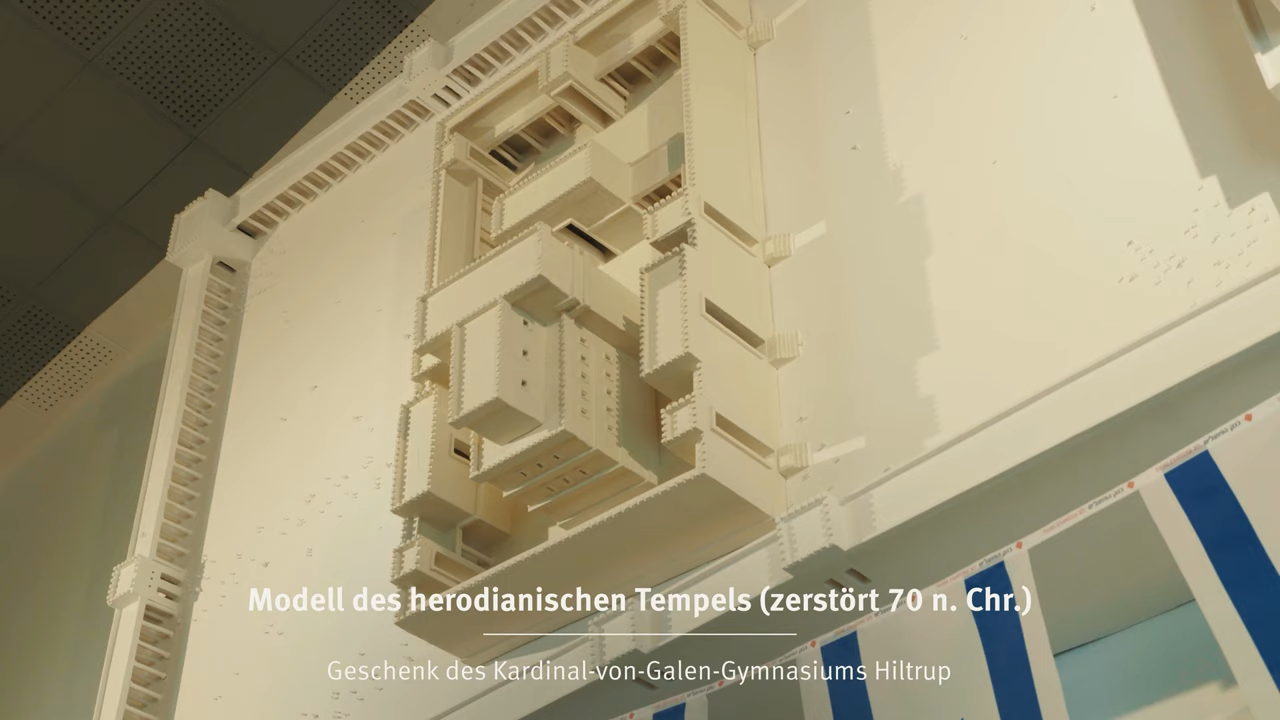 Modell des herodianischen Tempels (zerstört 70 n. Chr.)
Geschenk des Kardinal-von-Galen-Gymnasiums Hiltrup